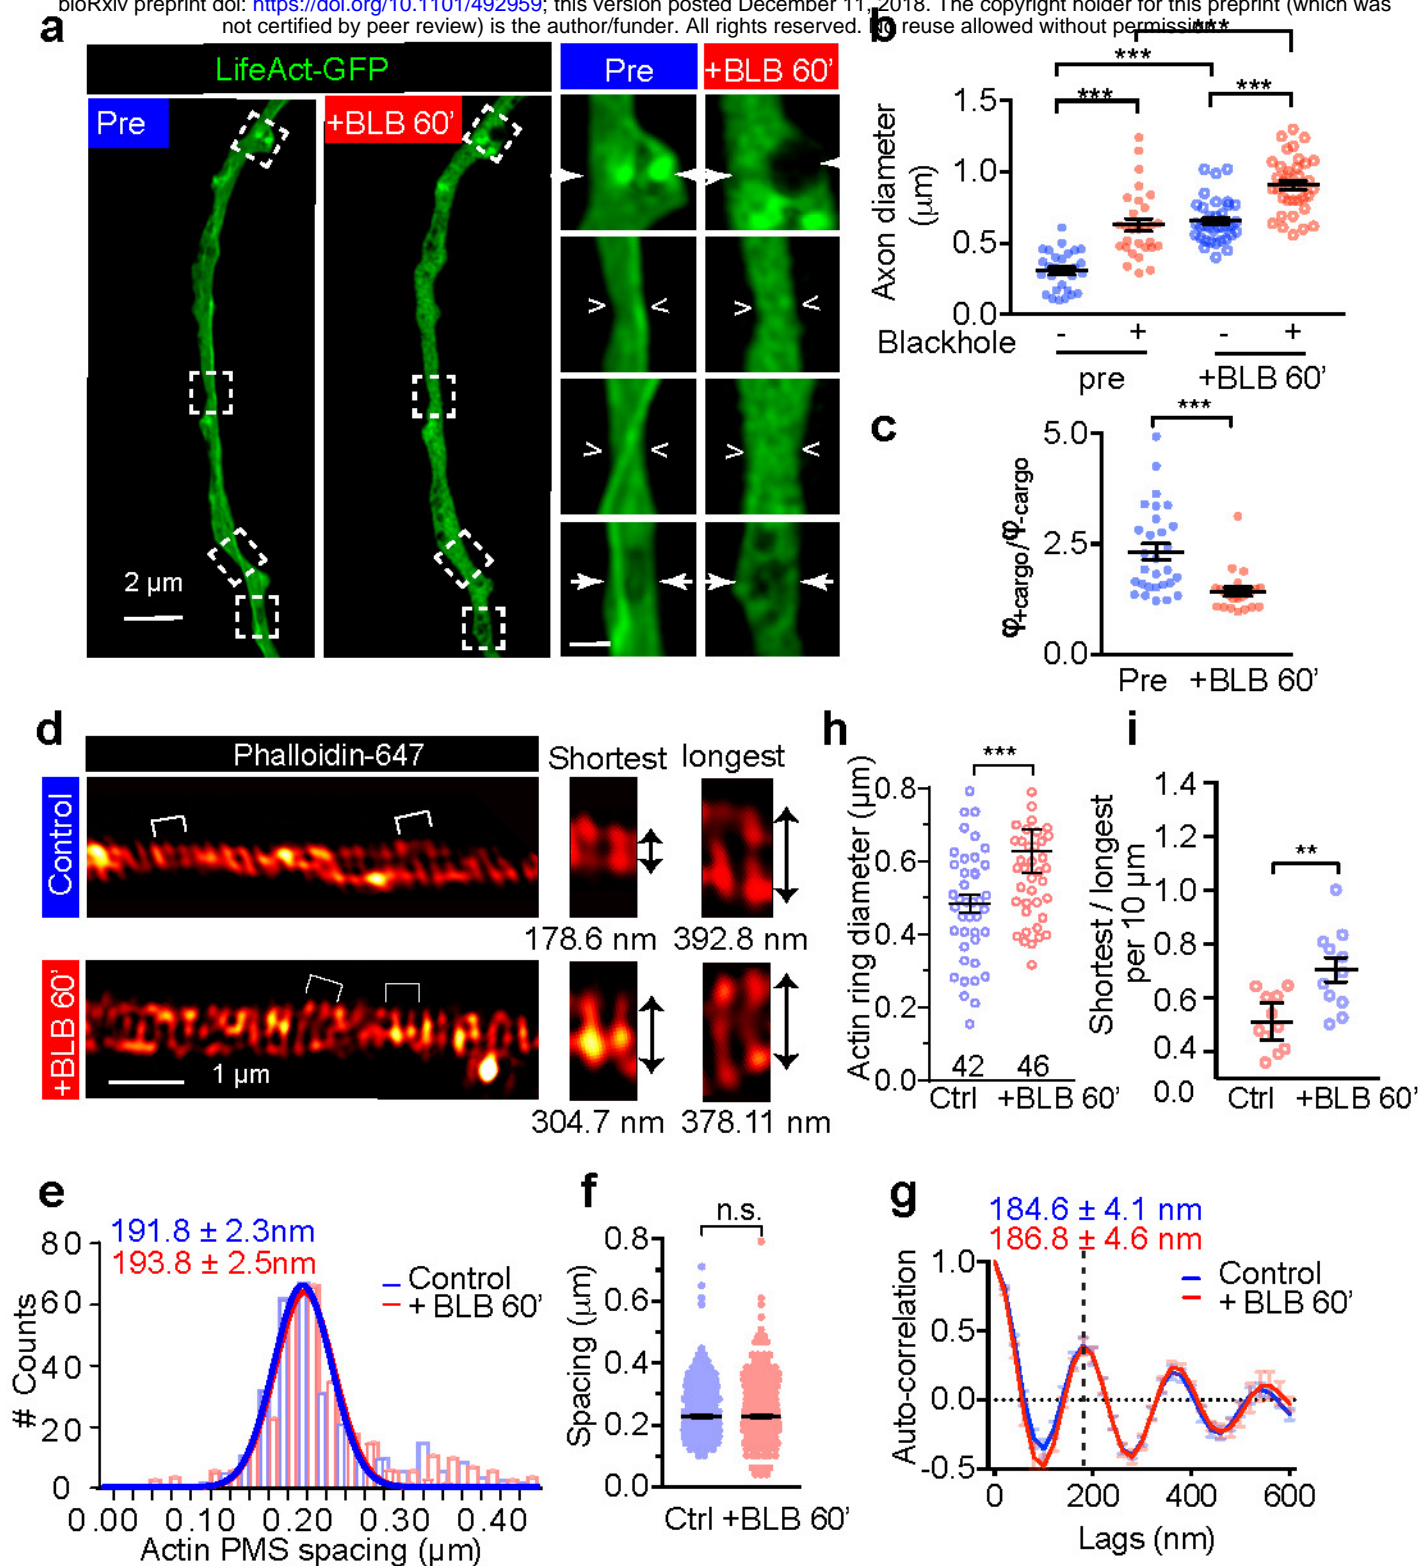 bioRxiv preprint doi: https://doi.org/10.1101/492959; this version posted December 11, 2018. The copyright holder for this preprint (which was
not certified by peer review) is the author/funder. All rights reserved. No reuse allowed without permission.
a
LifeAct-GFP
Pre
+BLB 60'
Pre
+BLB 60'
> <
> <
> <
> <
2 µm
b
***
***
***
***
Axon diameter
(µm)
1.5
1.0
0.5
0.0
Blackhole
- + - +
pre
+BLB 60'
c
***
φ+cargo/φ-cargo
5.0
2.5
0.0
Pre +BLB 60'
d
Phalloidin-647
Shortest longest
Control
178.6 nm 392.8 nm
+BLB 60'
1 µm
304.7 nm 378.11 nm
h
***
Actin ring diameter (µm)
0.8
0.6
0.4
0.2
0.0
42 46
Ctrl +BLB 60'
i
**
Shortest / longest
per 10 µm
1.4
1.2
1.0
0.8
0.6
0.4
0.0
Ctrl +BLB 60'
e
191.8 ± 2.3nm
193.8 ± 2.5nm
Control
+ BLB 60'
# Counts
80
60
40
20
0
0.00 0.10 0.20 0.30 0.40
Actin PMS spacing (µm)
f
n.s.
Spacing (µm)
0.8
0.6
0.4
0.2
0.0
Ctrl +BLB 60'
g
184.6 ± 4.1 nm
186.8 ± 4.6 nm
Control
+ BLB 60'
Auto-correlation
1.0
0.5
0.0
-0.5
0 200 400 600
Lags (nm)